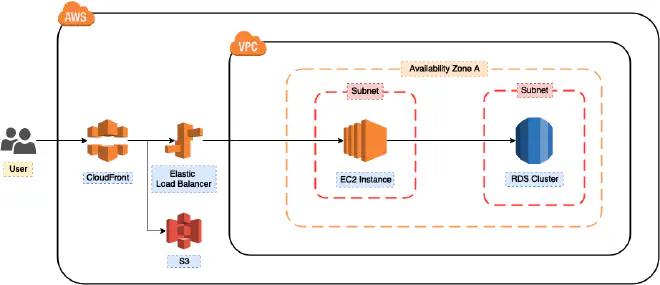 AWS
VPC
Availability Zone A
Subnet
Subnet
User
CloudFront
Elastic
Load Balancer
EC2 Instance
RDS Cluster
S3